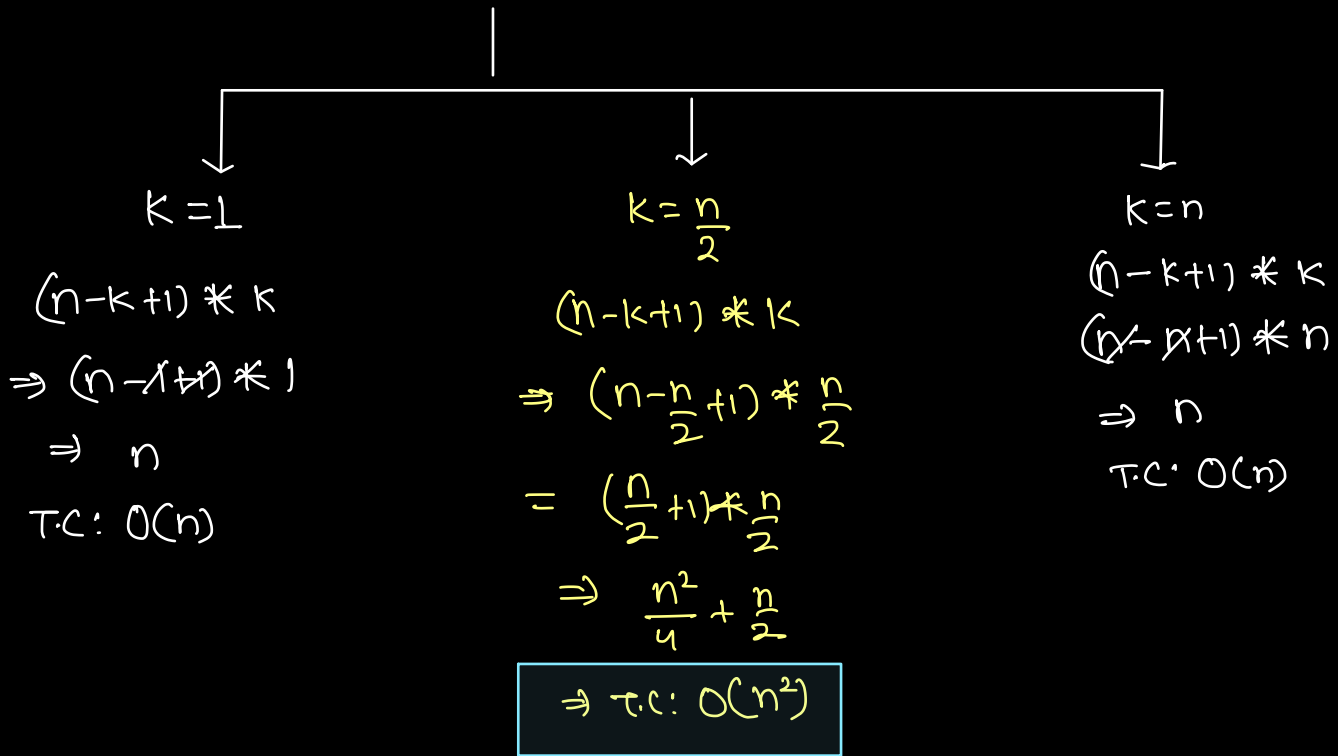 K=1
(n-k+1) * K
⇒ (n-1+1) * 1
⇒ n
T.C: O(n)
K = n/2
(n-k+1) * K
⇒ (n-n/2+1) * n/2
= (n/2+1)*n/2
⇒ n²/4 + n/2
⇒ T.C: O(n²)
K=n
(n-k+1) * K
(n-n+1) * n
⇒ n
T.C: O(n)